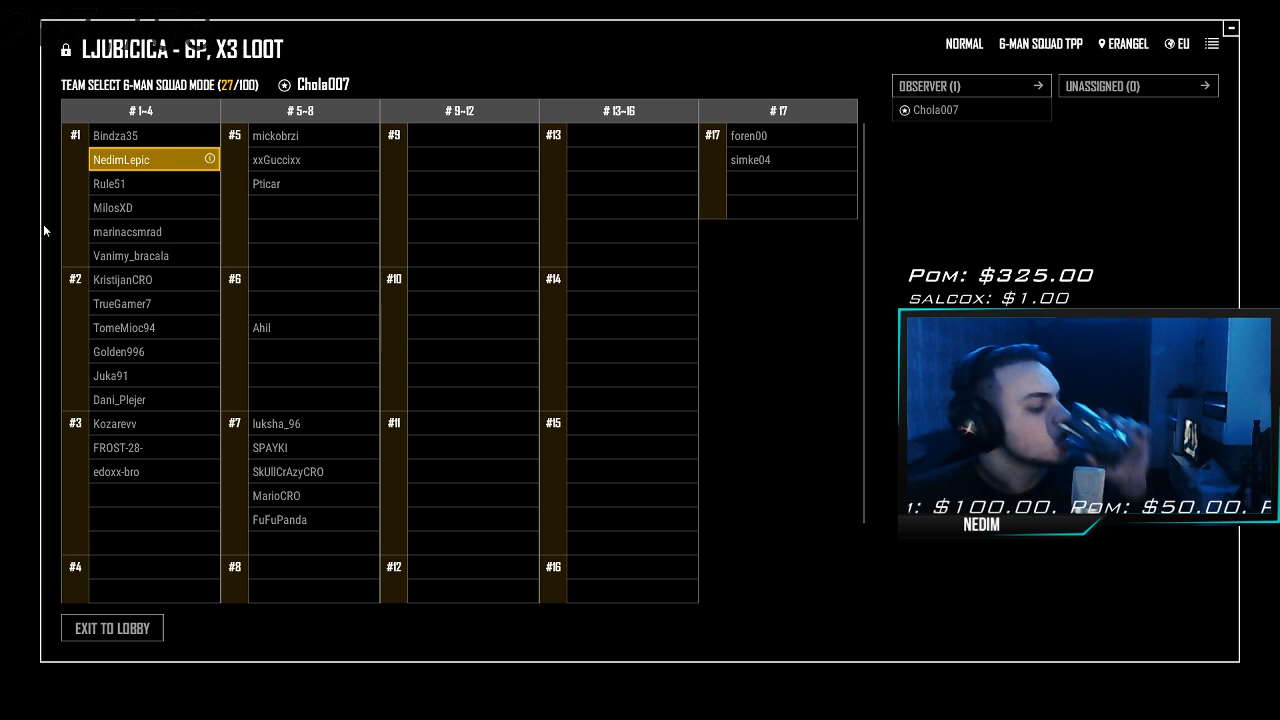 LJUBICICA - 6P, X3 LOOT
NORMAL 6-MAN SQUAD TPP ERANGEL EU
TEAM SELECT 6-MAN SQUAD MODE (27/100) Chola007
OBSERVER (1) UNASSIGNED (0)
Chola007
# 1~4 # 5~8 # 9~12 # 13~16 # 17
#1 Bindza35
NedimLepic
Rule51
MilosXD
marinacsmrad
Vanimy_bracala
#2 KristijanCRO
TrueGamer7
TomeMioc94
Golden996
Juka91
Dani_Plejer
#3 Kozarevv
FROST-28-
edoxx-bro
#4
#5 mickobrzi
xxGuccixx
Pticar
#6
Ahil
#7 luksha_96
SPAYKI
SkUllCrAzyCRO
MarioCRO
FuFuPanda
#8
#9
#10
#11
#12
#13
#14
#15
#16
#17 foren00
simke04
POM: $325.00
SALCOX: $1.00
: $100.00, POM: $50.00,
NEDIM
EXIT TO LOBBY